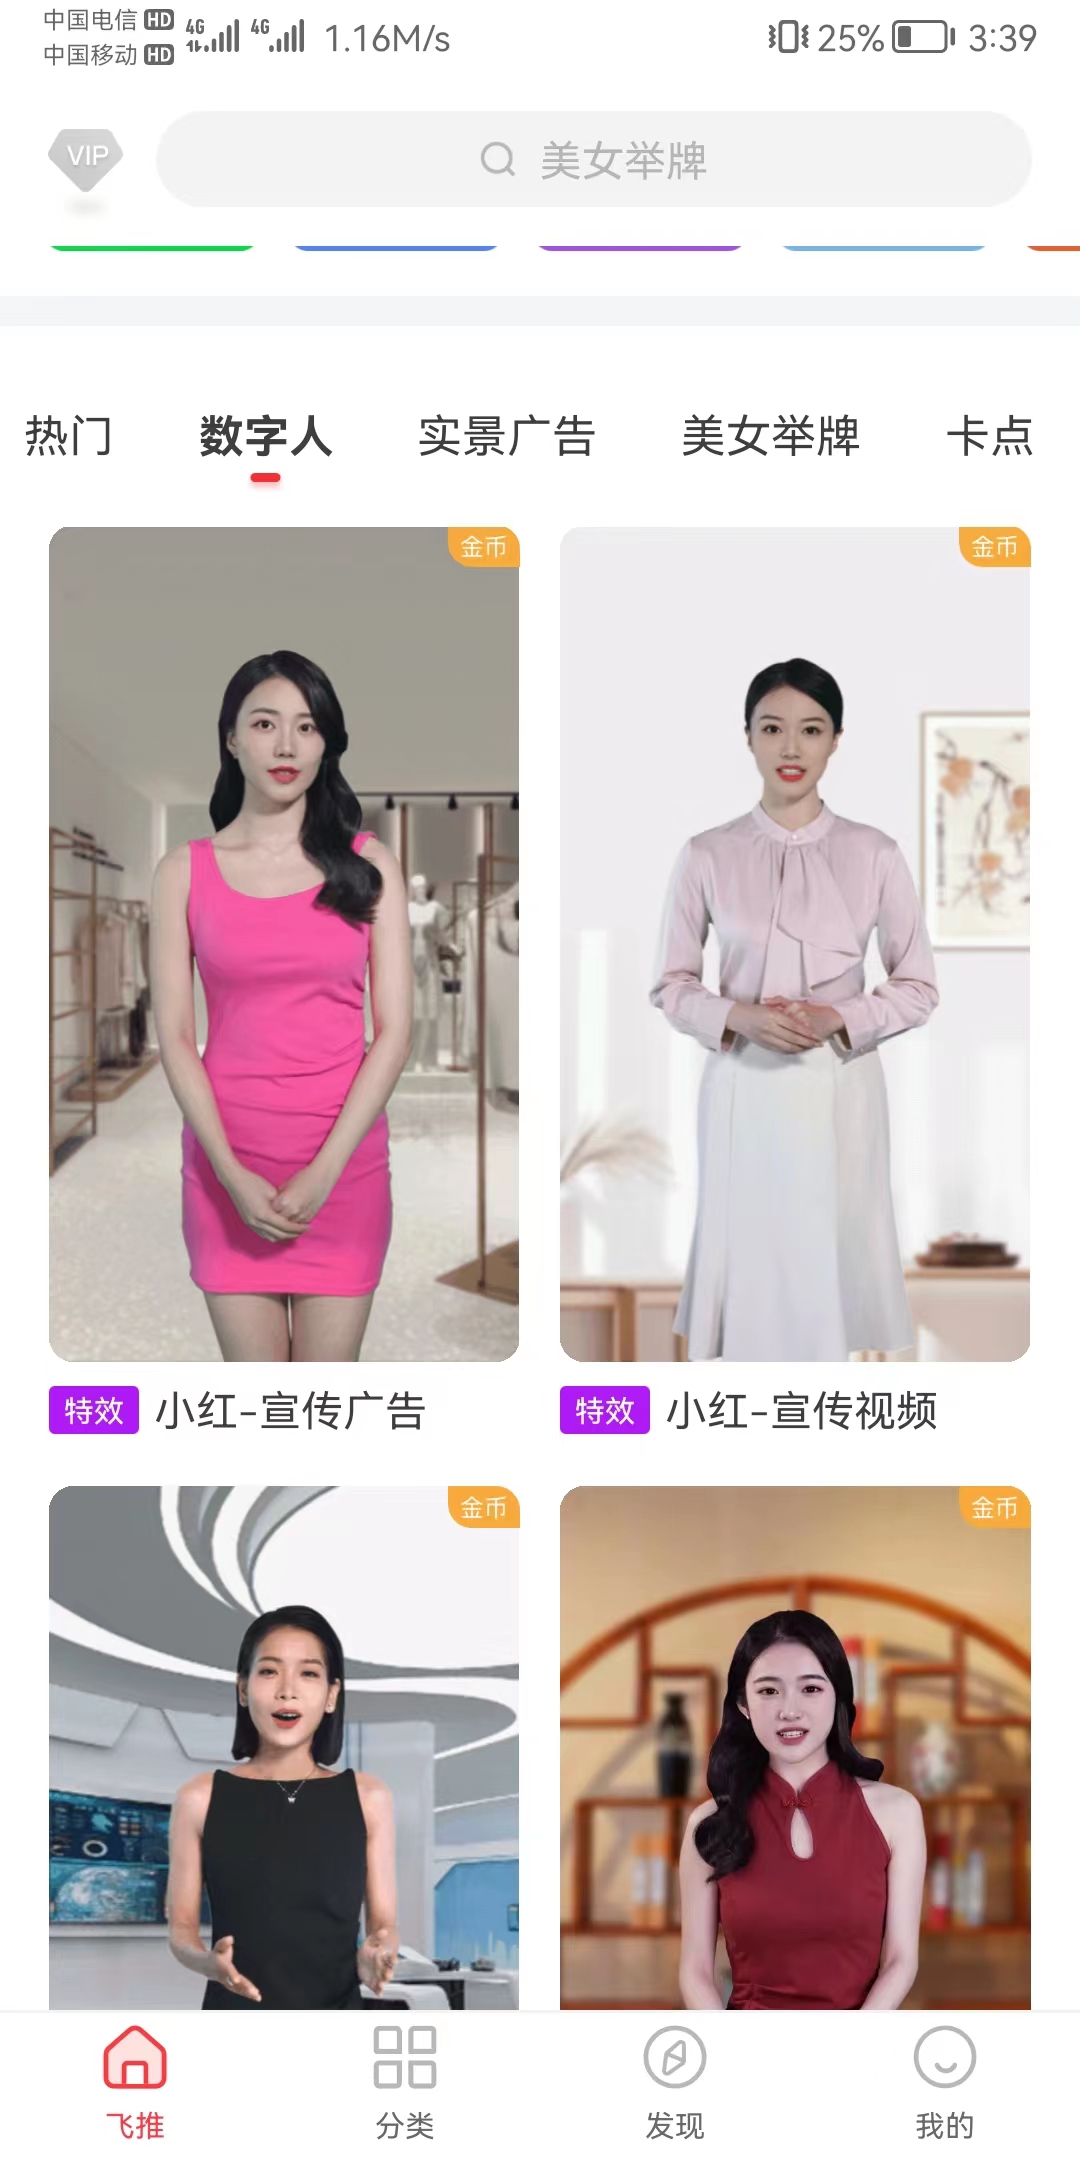 中国电信 HD 4G 4G 1.16M/s 25% 3:39
中国移动 HD
VIP 美女举牌
热门 数字人 实景广告 美女举牌 卡点
金币 金币
特效 小红-宣传广告 特效 小红-宣传视频
金币 金币
飞推 分类 发现 我的